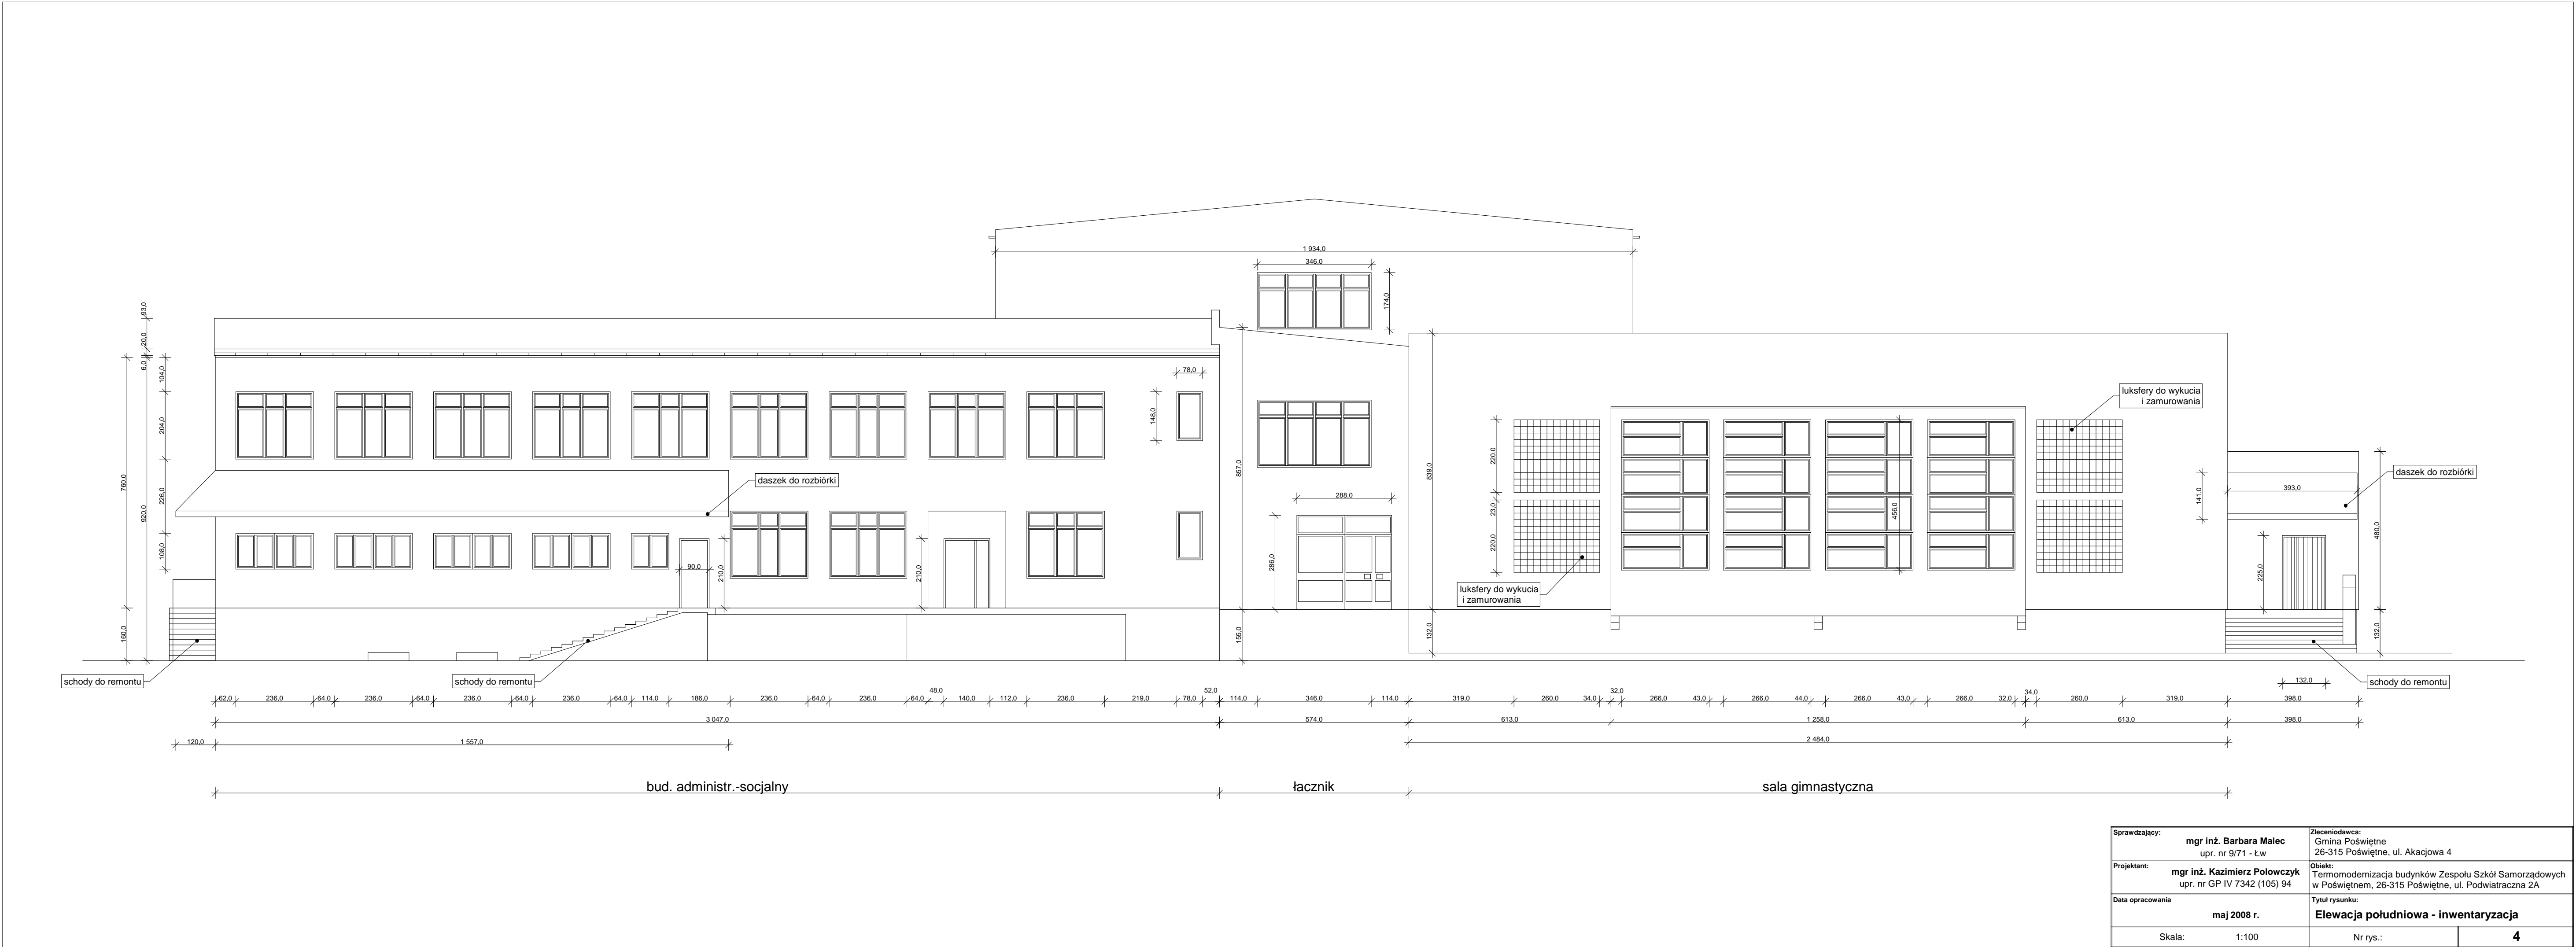 1 934,0
346,0
174,0
93,0
20,0
6,0
104,0
204,0
226,0
108,0
760,0
920,0
160,0
78,0
148,0
857,0
155,0
839,0
132,0
288,0
286,0
90,0
210,0
210,0
220,0
23,0
220,0
456,0
141,0
393,0
480,0
225,0
132,0
132,0
luksfery do wykucia
i zamurowania
daszek do rozbiórki
daszek do rozbiórki
luksfery do wykucia
i zamurowania
schody do remontu
schody do remontu
schody do remontu
62,0 236,0 64,0 236,0 64,0 236,0 64,0 236,0 64,0 114,0 186,0 236,0 64,0 236,0 64,0 48,0 140,0 112,0 236,0 219,0 78,0 52,0 114,0 346,0 114,0 319,0 260,0 34,0 32,0 266,0 43,0 266,0 44,0 266,0 43,0 266,0 32,0 34,0 260,0 319,0 398,0
3 047,0 574,0 613,0 1 258,0 613,0 398,0
120,0 1 557,0 2 484,0
bud. administr.-socjalny łacznik sala gimnastyczna
Sprawdzający:
mgr inż. Barbara Malec
upr. nr 9/71 - Łw
Zleceniodawca:
Gmina Poświętne
26-315 Poświętne, ul. Akacjowa 4
Projektant:
mgr inż. Kazimierz Polowczyk
upr. nr GP IV 7342 (105) 94
Obiekt:
Termomodernizacja budynków Zespołu Szkół Samorządowych
w Poświętnem, 26-315 Poświętne, ul. Podwiatraczna 2A
Data opracowania
maj 2008 r.
Tytuł rysunku:
Elewacja południowa - inwentaryzacja
Skala: 1:100
Nr rys.: 4